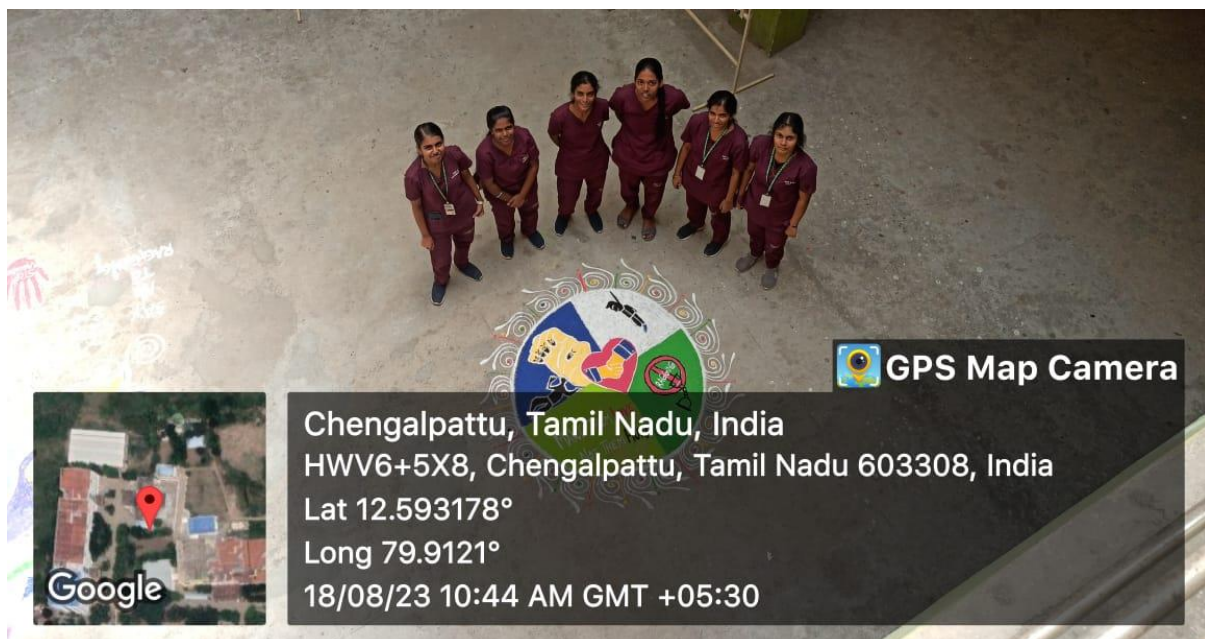 RAGGING
GPS Map Camera
Chengalpattu, Tamil Nadu, India
HWV6+5X8, Chengalpattu, Tamil Nadu 603308, India
Lat 12.593178°
Long 79.9121°
18/08/23 10:44 AM GMT +05:30
Google